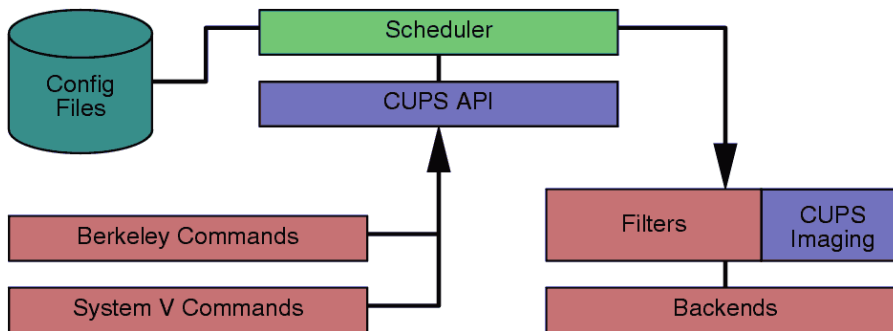 Scheduler
Config
Files
CUPS API
Berkeley Commands
Filters
CUPS
Imaging
System V Commands
Backends